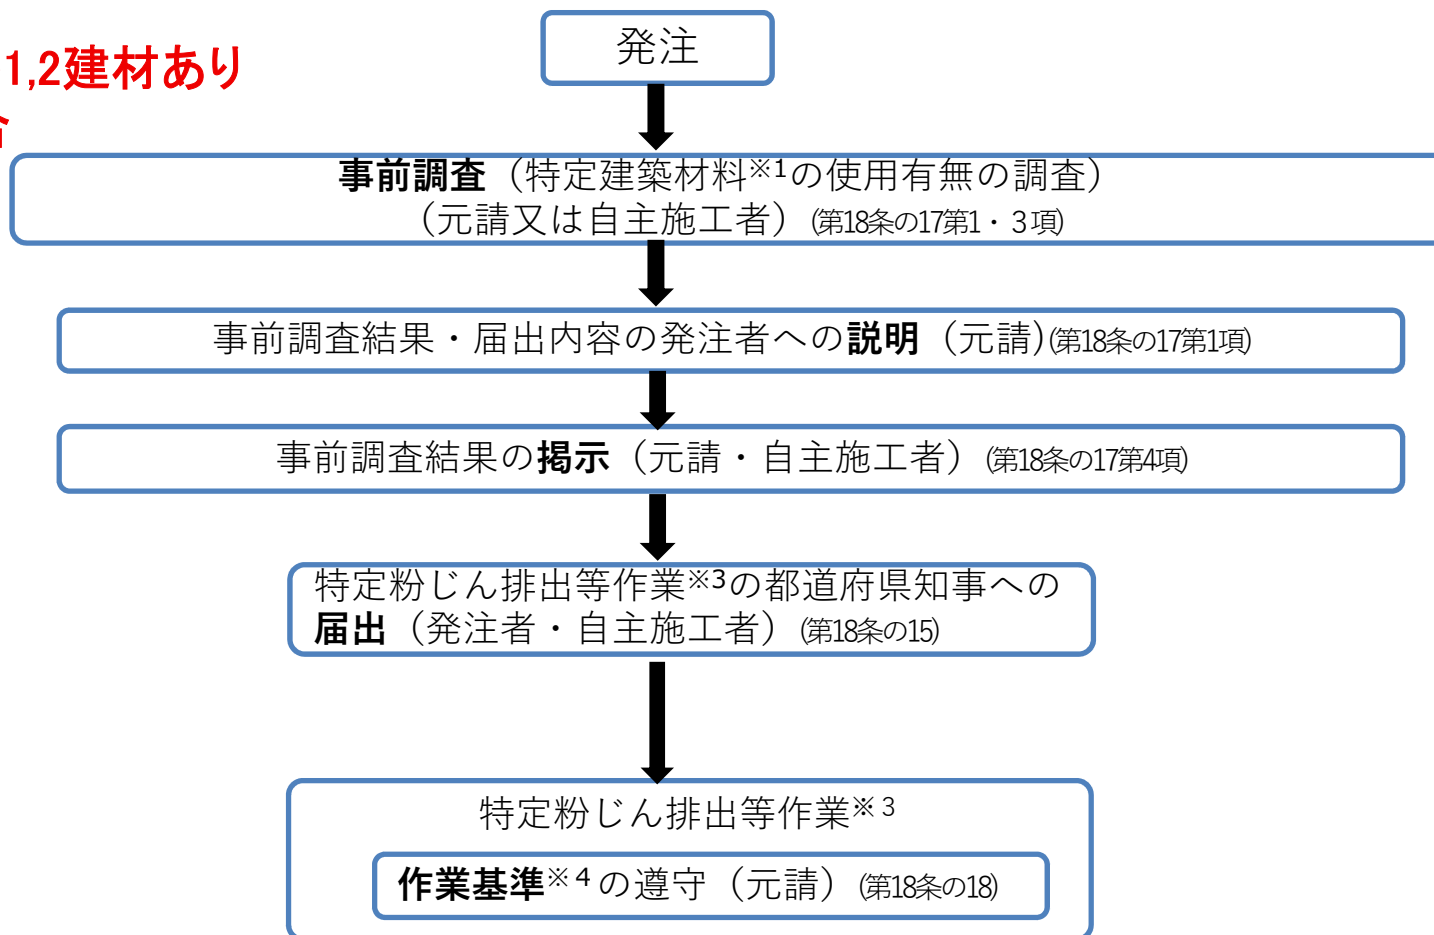 発注
1,2建材あり
合
事前調査（特定建築材料※1の使用有無の調査）
（元請又は自主施工者）(第18条の17第1・３項)
事前調査結果・届出内容の発注者への説明（元請)(第18条の17第1項)
事前調査結果の掲示（元請・自主施工者）(第18条の17第4項)
特定粉じん排出等作業※3の都道府県知事への
届出（発注者・自主施工者）(第18条の15)
特定粉じん排出等作業※３
作業基準※４の遵守（元請）(第18条の18)